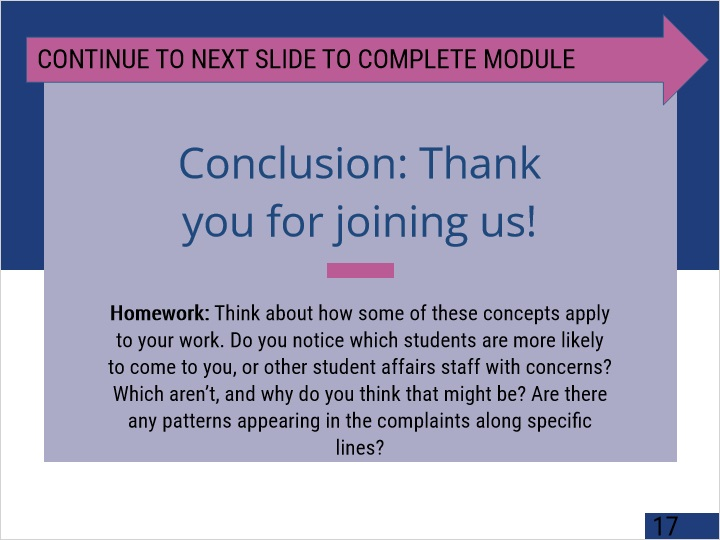 CONTINUE TO NEXT SLIDE TO COMPLETE MODULE
Conclusion: Thank
you for joining us!
Homework: Think about how some of these concepts apply
to your work. Do you notice which students are more likely
to come to you, or other student affairs staff with concerns?
Which aren’t, and why do you think that might be? Are there
any patterns appearing in the complaints along specific
lines?
17